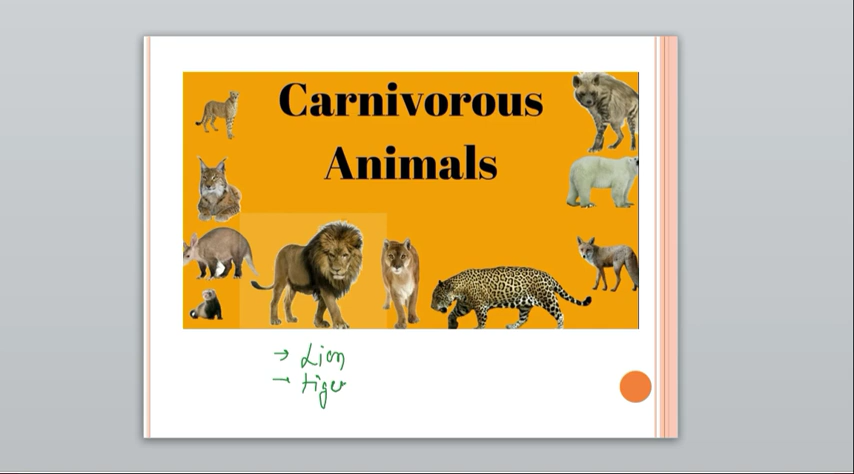 Carnivorous
Animals
→ Lion
→ tiger